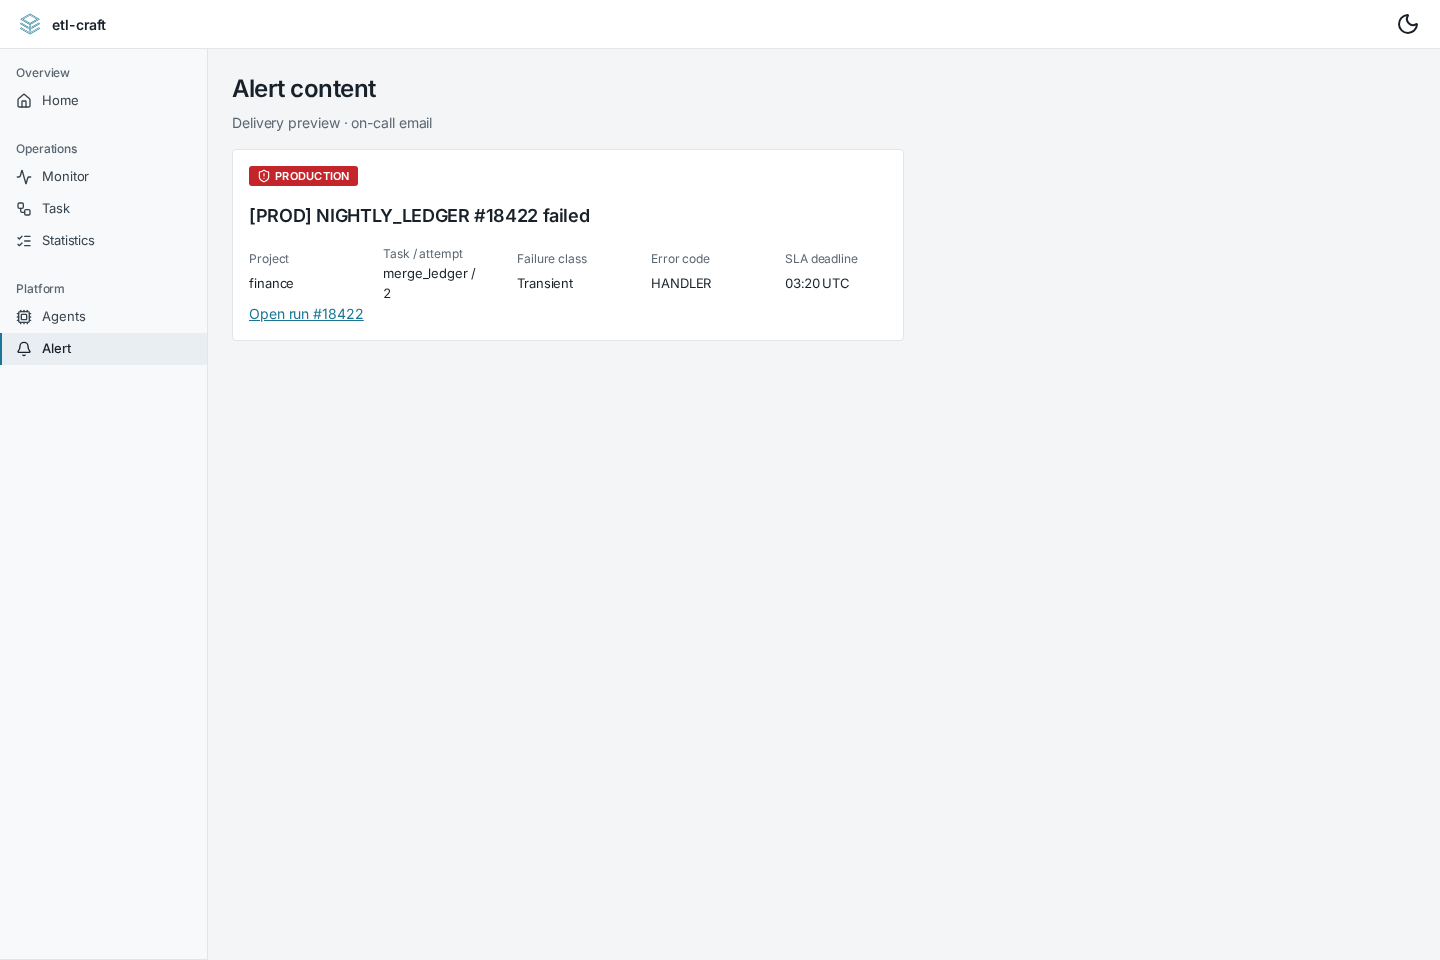 etl-craft
Overview
Home
Operations
Monitor
Task
Statistics
Platform
Agents
Alert
Alert content
Delivery preview · on-call email
PRODUCTION
[PROD] NIGHTLY_LEDGER #18422 failed
Project
finance
Task / attempt
merge_ledger /
2
Failure class
Transient
Error code
HANDLER
SLA deadline
03:20 UTC
Open run #18422